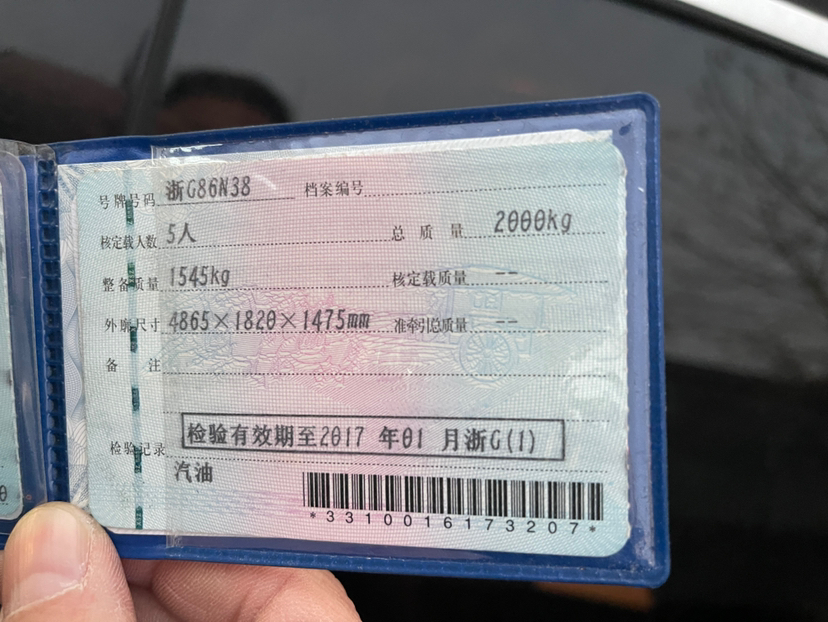 号牌号码 浙G86N38 档案编号
核定载人数 5人 总质量 2000kg
整备质量 1545kg 核定载质量 --
外廓尺寸 4865×1820×1475mm 准牵引总质量 --
备注
检验记录 检验有效期至2017 年01 月浙G(1)
汽油
*3310016173207*
0